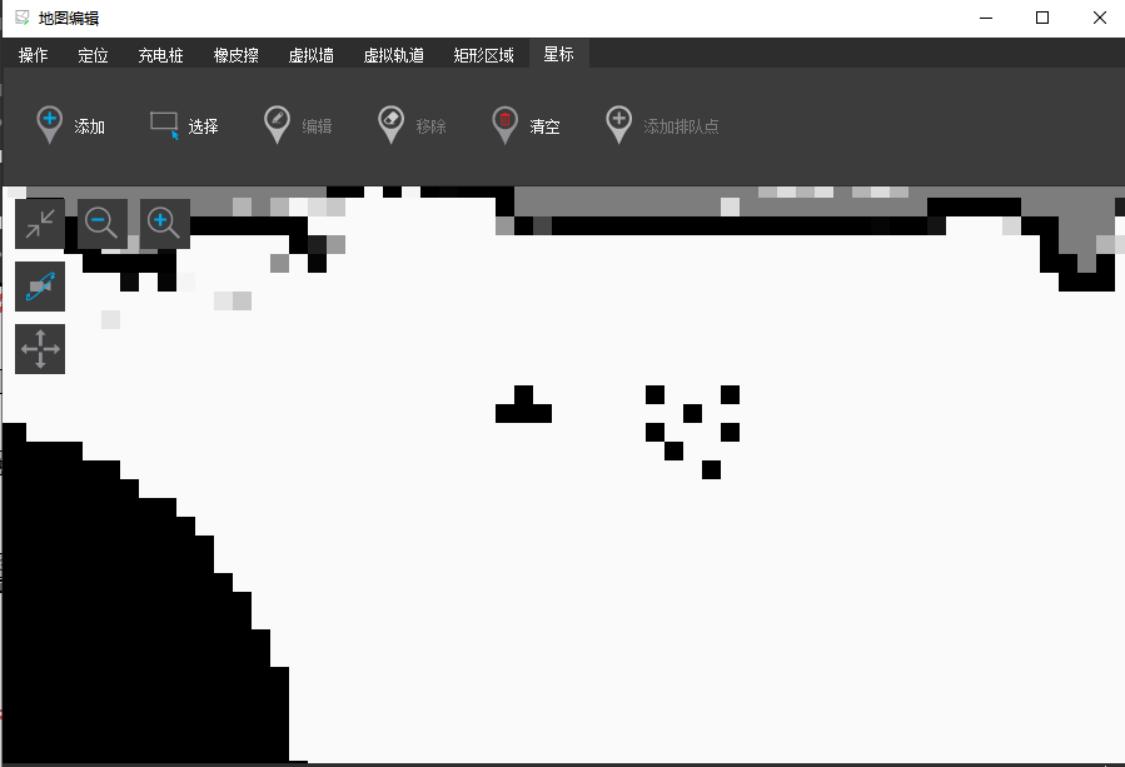 地图编辑
操作 定位 充电桩 橡皮擦 虚拟墙 虚拟轨道 矩形区域 星标
添加 选择 编辑 移除 清空 添加排队点